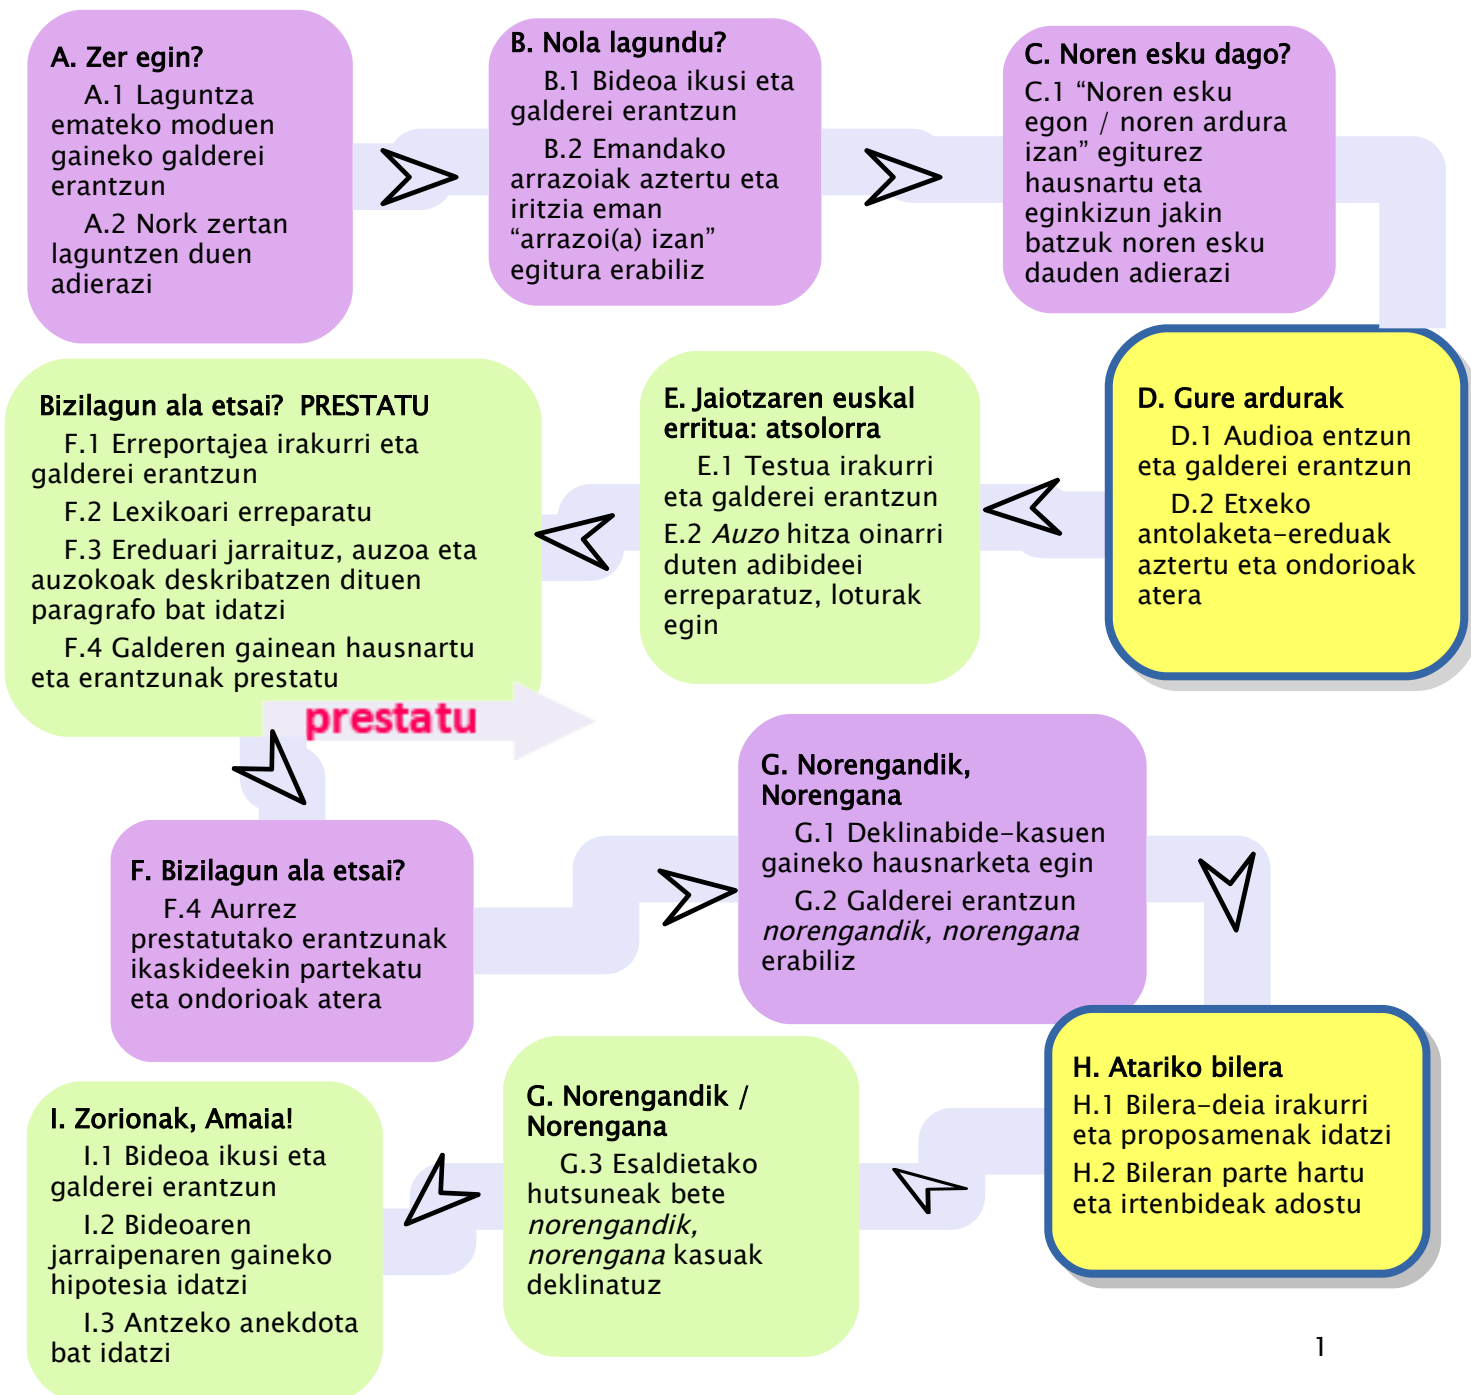 A. Zer egin?
A.1 Laguntza
emateko moduen
gaineko galderei
erantzun
A.2 Nork zertan
laguntzen duen
adierazi
B. Nola lagundu?
B.1 Bideoa ikusi eta
galderei erantzun
B.2 Emandako
arrazoiak aztertu eta
iritzia eman
“arrazoi(a) izan”
egitura erabiliz
C. Noren esku dago?
C.1 “Noren esku
egon / noren ardura
izan” egiturez
hausnartu eta
eginkizun jakin
batzuk noren esku
dauden adierazi
D. Gure ardurak
D.1 Audioa entzun
eta galderei erantzun
D.2 Etxeko
antolaketa-ereduak
aztertu eta ondorioak
atera
E. Jaiotzaren euskal
erritua: atsolorra
E.1 Testua irakurri
eta galderei erantzun
E.2 Auzo hitza oinarri
duten adibideei
erreparatuz, loturak
egin
Bizilagun ala etsai? PRESTATU
F.1 Erreportajea irakurri eta
galderei erantzun
F.2 Lexikoari erreparatu
F.3 Ereduari jarraituz, auzoa eta
auzokoak deskribatzen dituen
paragrafo bat idatzi
F.4 Galderen gainean hausnartu
eta erantzunak prestatu
prestatu
F. Bizilagun ala etsai?
F.4 Aurrez
prestatutako erantzunak
ikaskideekin partekatu
eta ondorioak atera
G. Norengandik,
Norengana
G.1 Deklinabide-kasuen
gaineko hausnarketa egin
G.2 Galderei erantzun
norengandik, norengana
erabiliz
H. Atariko bilera
H.1 Bilera-deia irakurri
eta proposamenak idatzi
H.2 Bileran parte hartu
eta irtenbideak adostu
G. Norengandik /
Norengana
G.3 Esaldietako
hutsuneak bete
norengandik,
norengana kasuak
deklinatuz
I. Zorionak, Amaia!
I.1 Bideoa ikusi eta
galderei erantzun
I.2 Bideoaren
jarraipenaren gaineko
hipotesia idatzi
I.3 Antzeko anekdota
bat idatzi
1